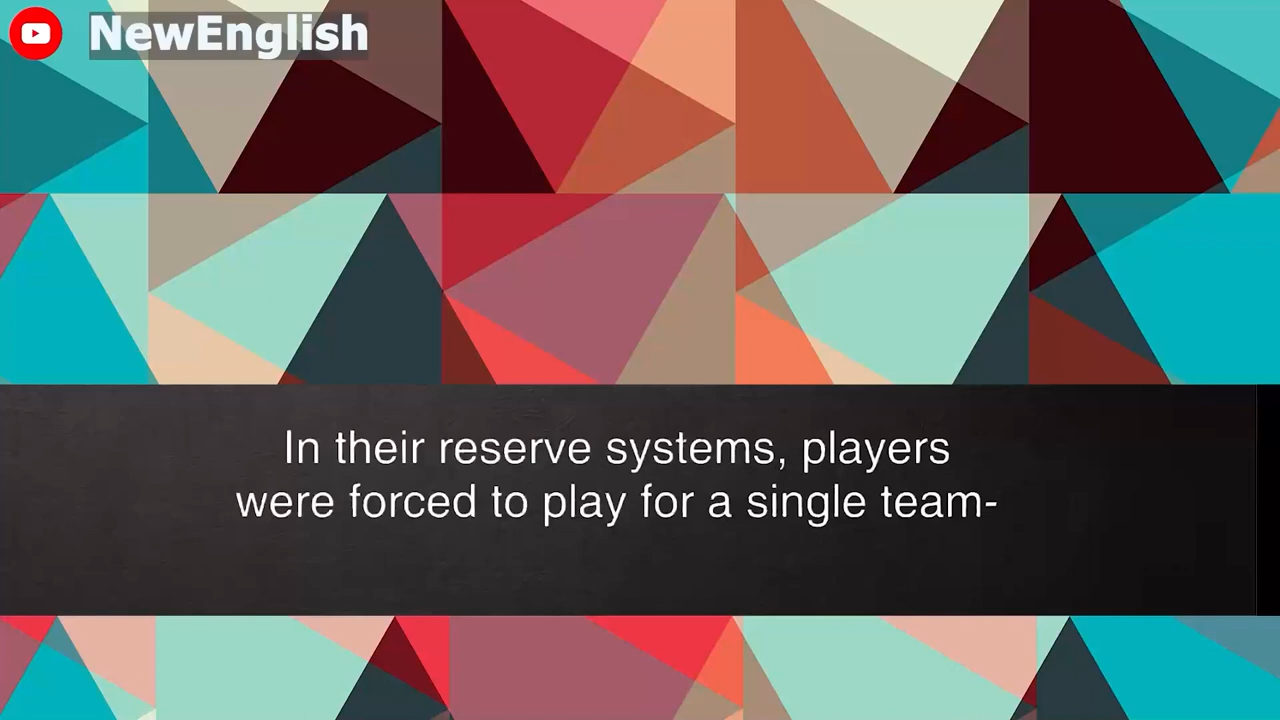 NewEnglish
In their reserve systems, players
were forced to play for a single team-